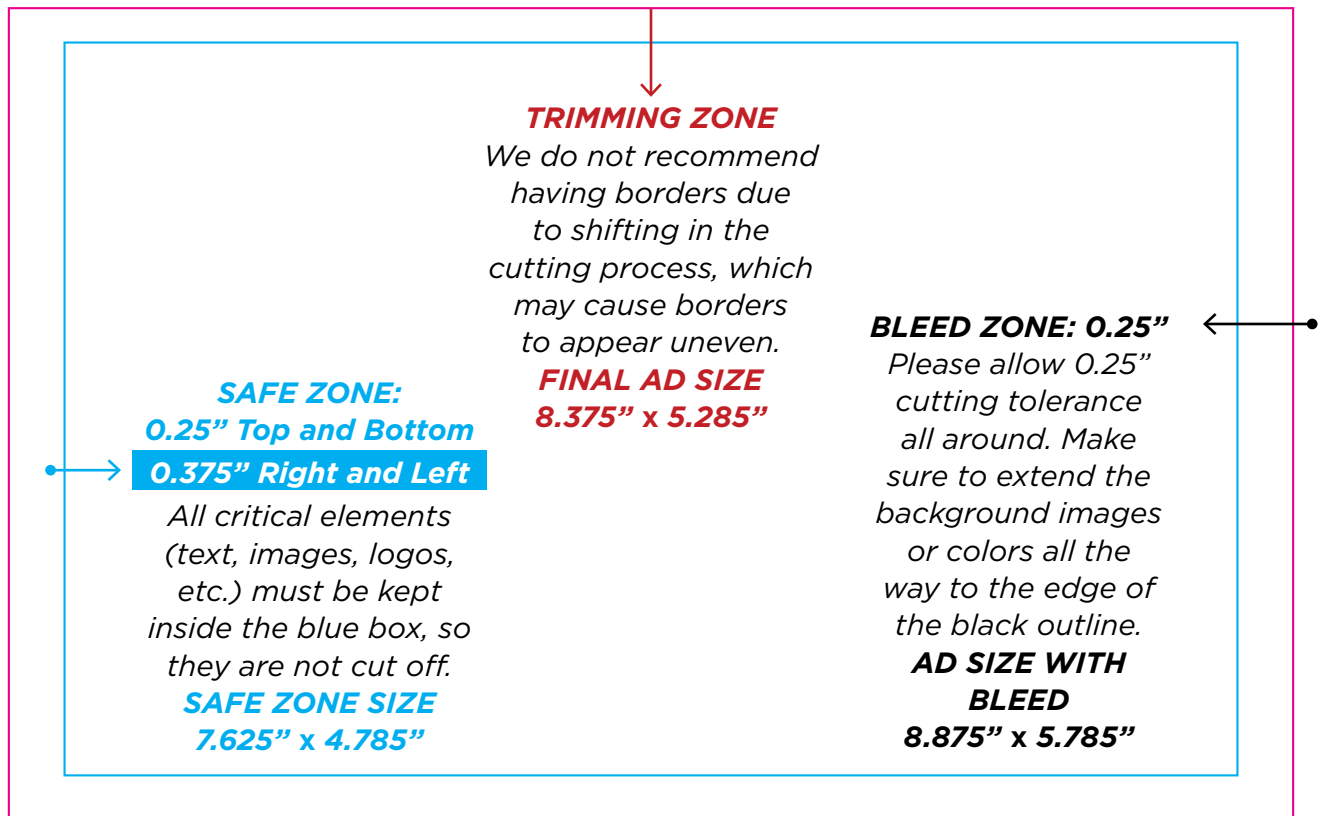 TRIMMING ZONE
We do not recommend
having borders due
to shifting in the
cutting process, which
may cause borders
to appear uneven.
FINAL AD SIZE
8.375” x 5.285”
SAFE ZONE:
0.25” Top and Bottom
0.375” Right and Left
All critical elements
(text, images, logos,
etc.) must be kept
inside the blue box, so
they are not cut off.
SAFE ZONE SIZE
7.625” x 4.785”
BLEED ZONE: 0.25”
Please allow 0.25”
cutting tolerance
all around. Make
sure to extend the
background images
or colors all the
way to the edge of
the black outline.
AD SIZE WITH
BLEED
8.875” x 5.785”